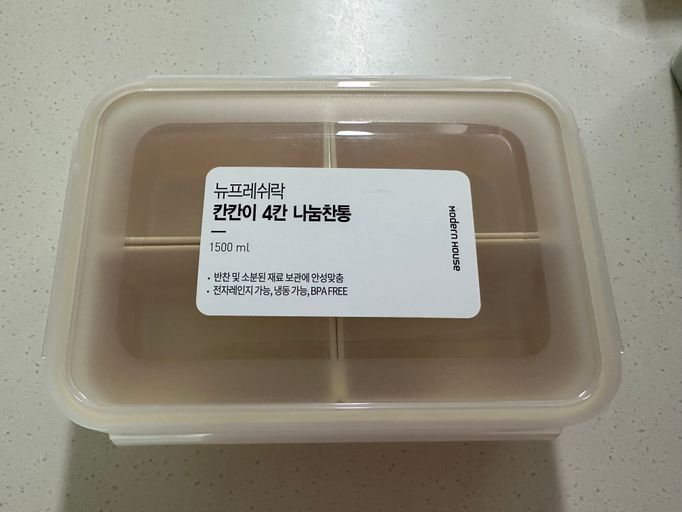 뉴프레쉬락
칸칸이 4칸 나눔찬통
1500 ml
• 반찬 및 소분된 재료 보관에 안성맞춤
• 전자레인지 가능, 냉동 가능, BPA FREE
Modern House